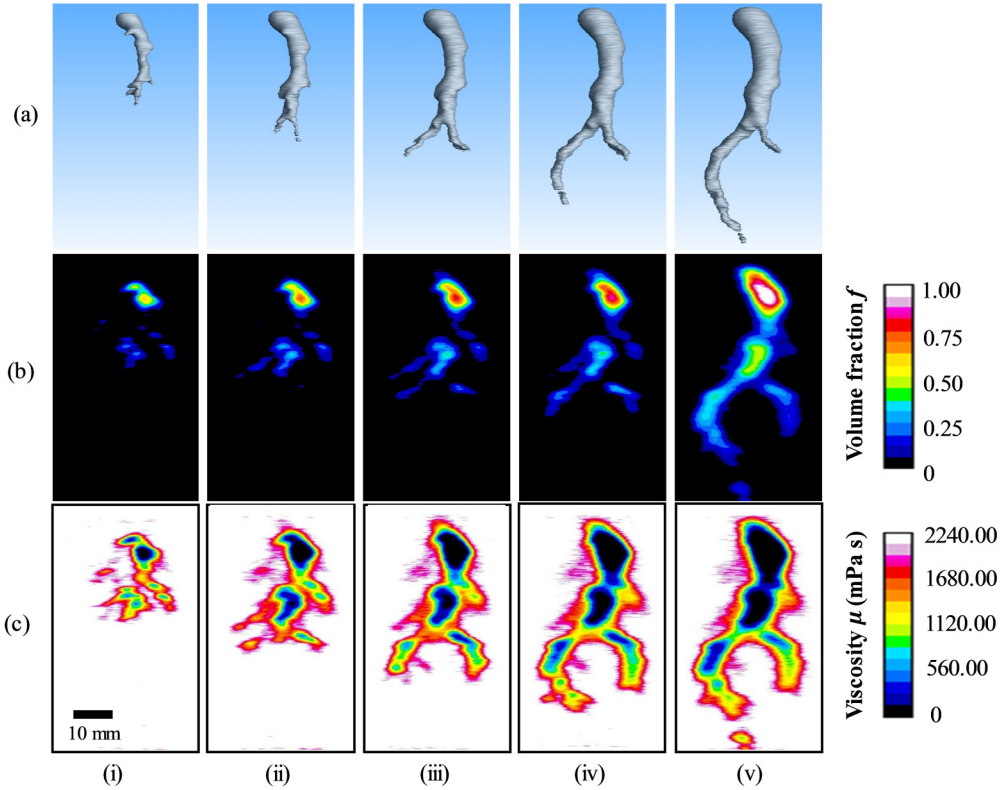 (a)
(b)
(c)
Volume fraction f
1.00
0.75
0.50
0.25
0
Viscosity μ (mPa s)
2240.00
1680.00
1120.00
560.00
0
10 mm
(i)
(ii)
(iii)
(iv)
(v)